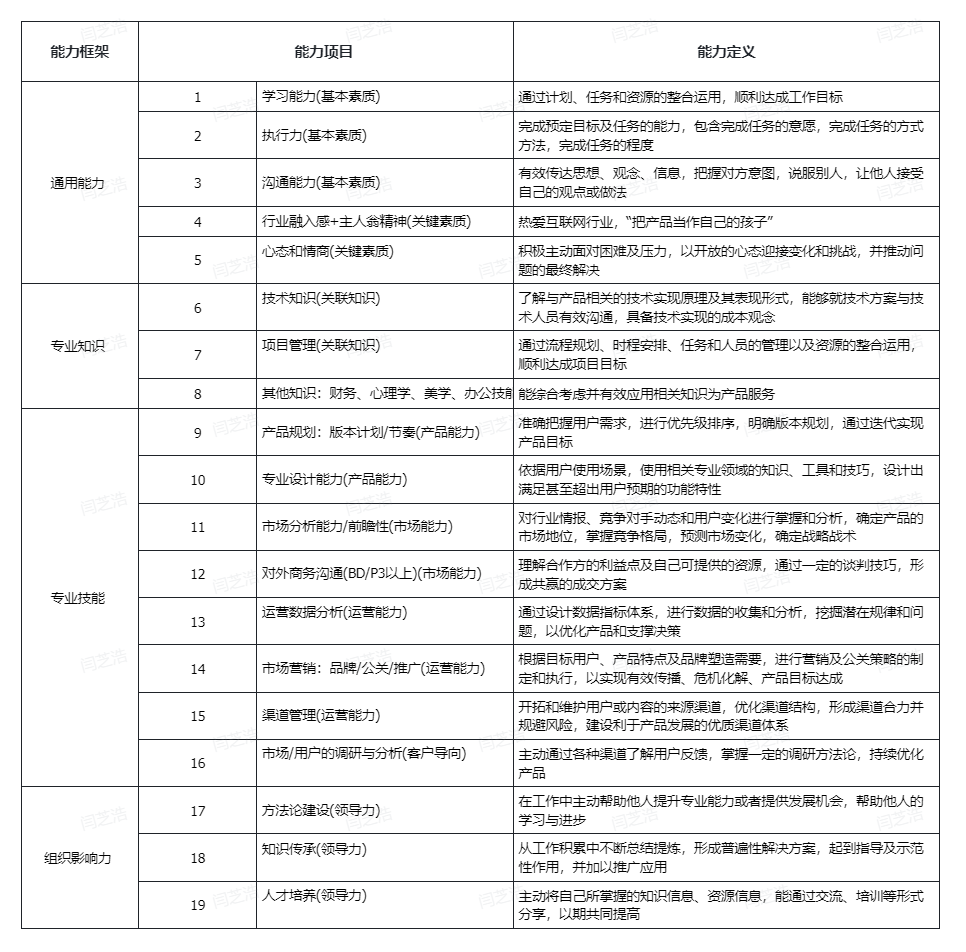 能力框架 能力项目 能力定义
通用能力
1 学习能力(基本素质) 通过计划、任务和资源的整合运用，顺利达成工作目标
2 执行力(基本素质) 完成预定目标及任务的能力，包含完成任务的意愿，完成任务的方式
方法，完成任务的程度
3 沟通能力(基本素质) 有效传达思想、观念、信息，把握对方意图，说服别人，让他人接受
自己的观点或做法
4 行业融入感+主人翁精神(关键素质) 热爱互联网行业，“把产品当作自己的孩子”
5 心态和情商(关键素质) 积极主动面对困难及压力，以开放的心态迎接变化和挑战，并推动问
题的最终解决
专业知识
6 技术知识(关联知识) 了解与产品相关的技术实现原理及其表现形式，能够就技术方案与技
术人员有效沟通，具备技术实现的成本观念
7 项目管理(关联知识) 通过流程规划、时程安排、任务和人员的管理以及资源的整合运用，
顺利达成项目目标
8 其他知识：财务、心理学、美学、办公技能 能综合考虑并有效应用相关知识为产品服务
专业技能
9 产品规划：版本计划/节奏(产品能力) 准确把握用户需求，进行优先级排序，明确版本规划，通过迭代实现
产品目标
10 专业设计能力(产品能力) 依据用户使用场景，使用相关专业领域的知识、工具和技巧，设计出
满足甚至超出用户预期的功能特性
11 市场分析能力/前瞻性(市场能力) 对行业情报、竞争对手动态和用户变化进行掌握和分析，确定产品的
市场地位，掌握竞争格局，预测市场变化，确定战略战术
12 对外商务沟通(BD/P3以上)(市场能力) 理解合作方的利益点及自己可提供的资源，通过一定的谈判技巧，形
成共赢的成交方案
13 运营数据分析(运营能力) 通过设计数据指标体系，进行数据的收集和分析，挖掘潜在规律和问
题，以优化产品和支撑决策
14 市场营销：品牌/公关/推广(运营能力) 根据目标用户、产品特点及品牌塑造需要，进行营销及公关策略的制
定和执行，以实现有效传播、危机化解、产品目标达成
15 渠道管理(运营能力) 开拓和维护用户或内容的来源渠道，优化渠道结构，形成渠道合力并
规避风险，建设利于产品发展的优质渠道体系
16 市场/用户的调研与分析(客户导向) 主动通过各种渠道了解用户反馈，掌握一定的调研方法论，持续优化
产品
组织影响力
17 方法论建设(领导力) 在工作中主动帮助他人提升专业能力或者提供发展机会，帮助他人的
学习与进步
18 知识传承(领导力) 从工作积累中不断总结提炼，形成普遍性解决方案，起到指导及示范
性作用，并加以推广应用
19 人才培养(领导力) 主动将自己所掌握的知识信息、资源信息，能通过交流、培训等形式
分享，以期共同提高
闫芝浩